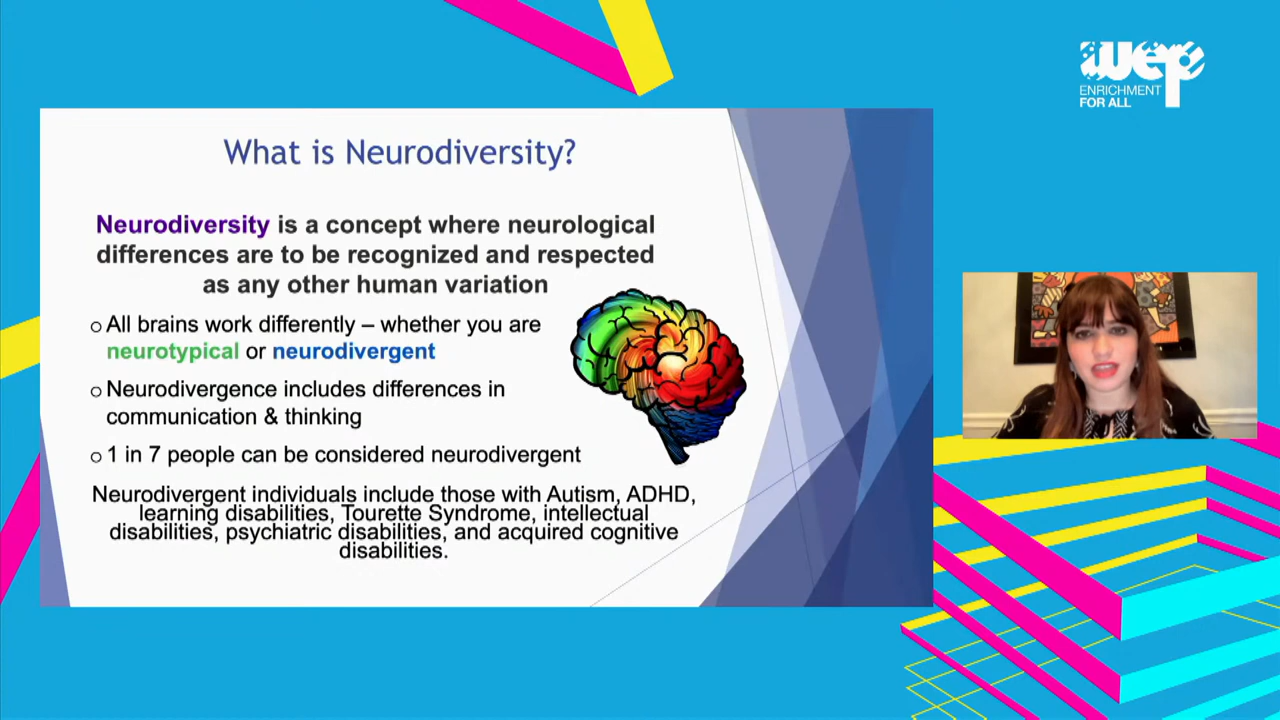 wep
ENRICHMENT
FOR ALL
What is Neurodiversity?
Neurodiversity is a concept where neurological
differences are to be recognized and respected
as any other human variation
o All brains work differently – whether you are
neurotypical or neurodivergent
o Neurodivergence includes differences in
communication & thinking
o 1 in 7 people can be considered neurodivergent
Neurodivergent individuals include those with Autism, ADHD,
learning disabilities, Tourette Syndrome, intellectual
disabilities, psychiatric disabilities, and acquired cognitive
disabilities.